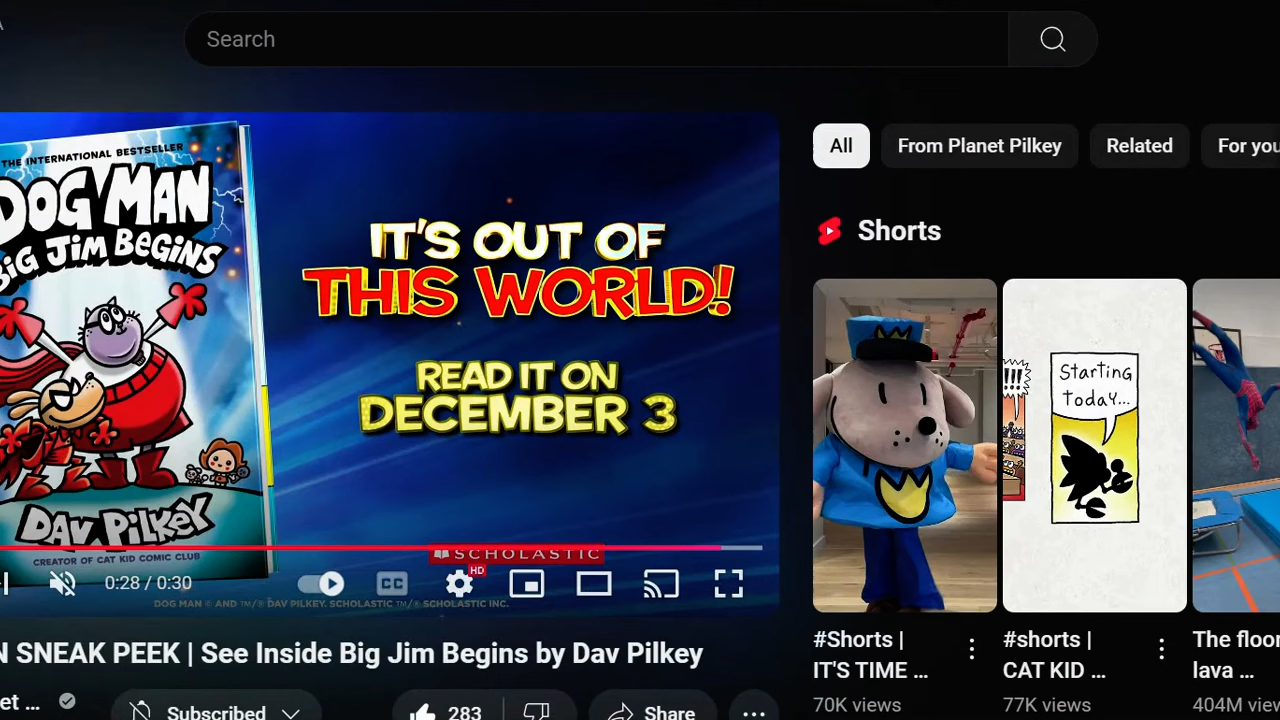 Search
THE INTERNATIONAL BESTSELLER
DOG MAN
BIG JIM BEGINS
DAV PILKEY
CREATOR OF CAT KID COMIC CLUB
IT'S OUT OF
THIS WORLD!
READ IT ON
DECEMBER 3
SCHOLASTIC
0:28 / 0:30
CC
HD
DOG MAN © AND ™/® DAV PILKEY. SCHOLASTIC ™/® SCHOLASTIC INC.
N SNEAK PEEK | See Inside Big Jim Begins by Dav Pilkey
et ...
Subscribed
283
Share
All
From Planet Pilkey
Related
For you
Shorts
!!!
Starting
today...
#Shorts |
IT'S TIME ...
70K views
#shorts |
CAT KID ...
77K views
The floor
lava ...
404M view